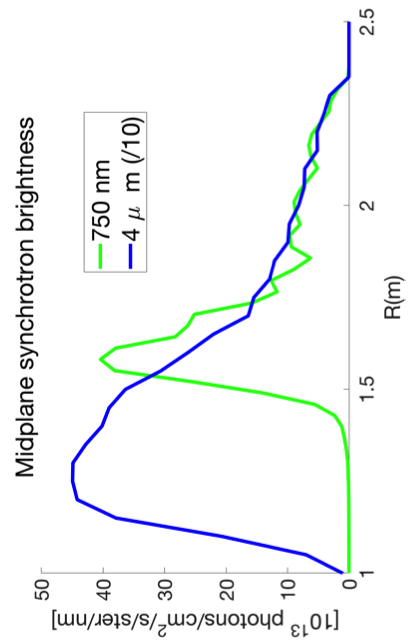 Midplane synchrotron brightness
750 nm
4 μ m (/10)
[10¹³ photons/cm²/s/ster/nm]
50
40
30
20
10
0
1
1.5
2
2.5
R(m)